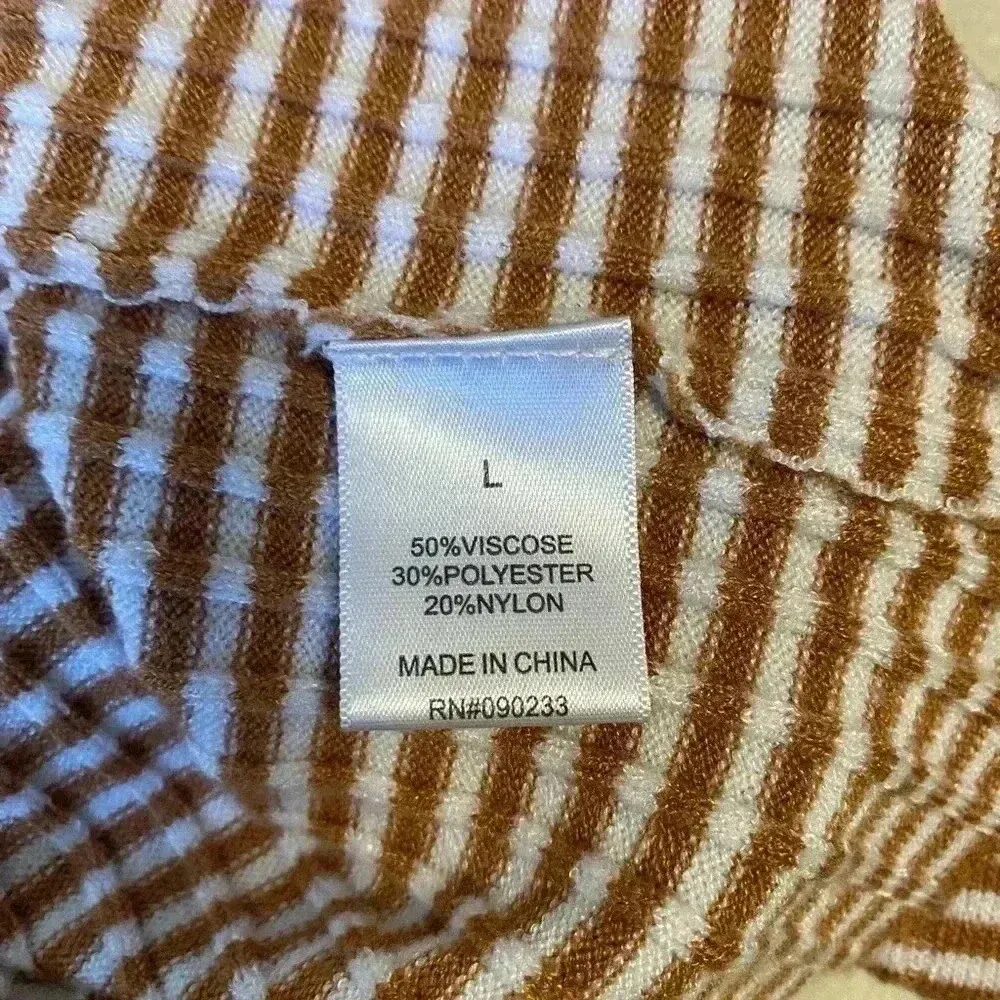 L
50%VISCOSE
30%POLYESTER
20%NYLON
MADE IN CHINA
RN#090233